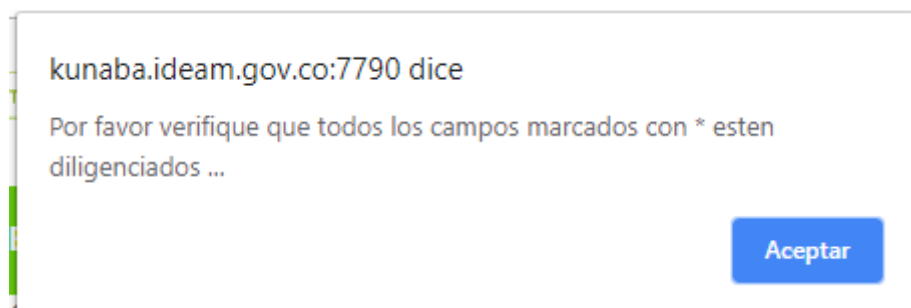 kunaba.ideam.gov.co:7790 dice
Por favor verifique que todos los campos marcados con * esten
diligenciados ...
Aceptar